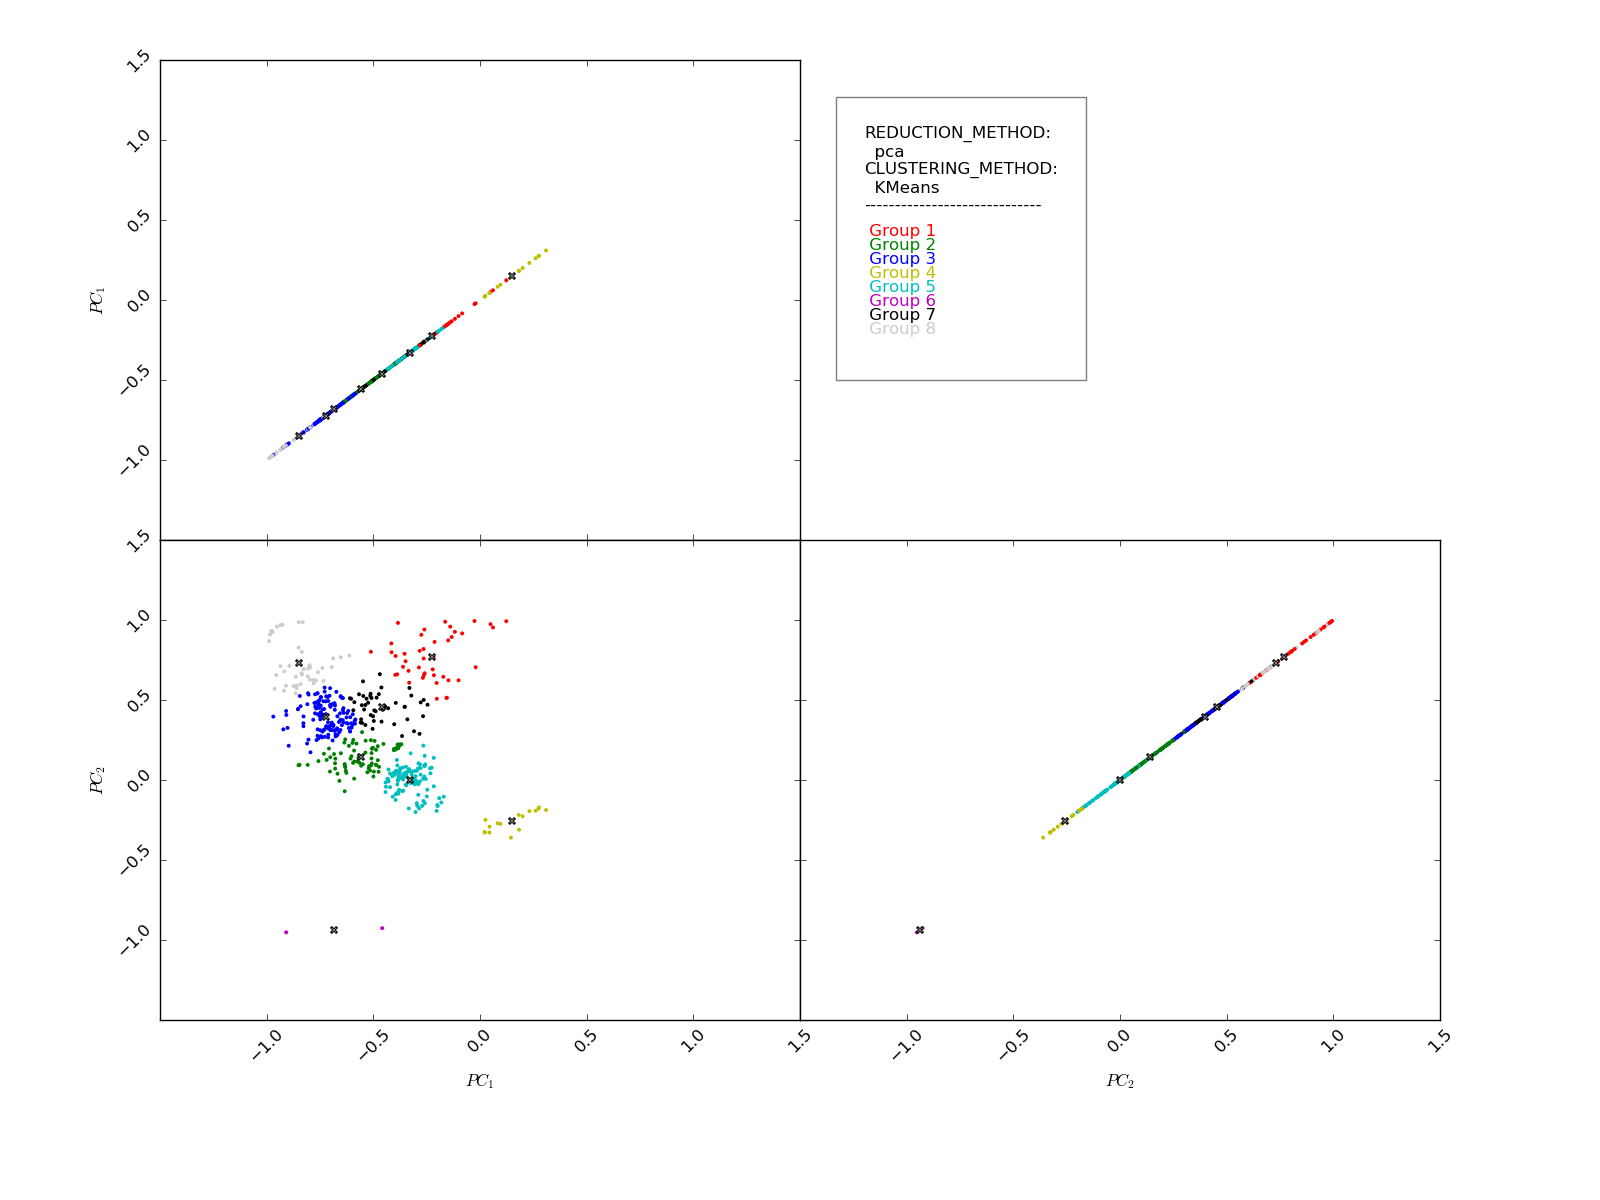 1.5
1.0
0.5
0.0
−0.5
−1.0
PC1
REDUCTION_METHOD:
pca
CLUSTERING_METHOD:
KMeans
------------------------------
Group 1
Group 2
Group 3
Group 4
Group 5
Group 6
Group 7
Group 8
1.5
1.0
0.5
0.0
−0.5
−1.0
PC2
−1.0 −0.5 0.0 0.5 1.0 1.5
PC1
−1.0 −0.5 0.0 0.5 1.0 1.5
PC2